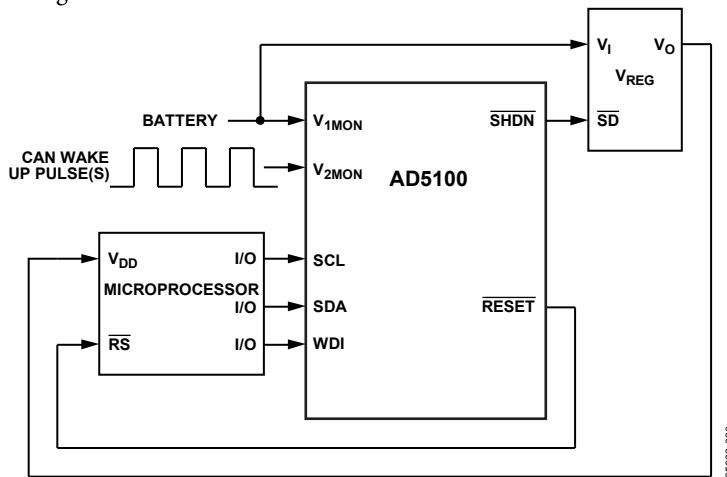 V1MON
BATTERY
CAN WAKE
UP PULSE(S)
V2MON
AD5100
SHDN
VI
VO
VREG
SD
VDD
I/O
MICROPROCESSOR
I/O
RS
I/O
SCL
SDA
WDI
RESET